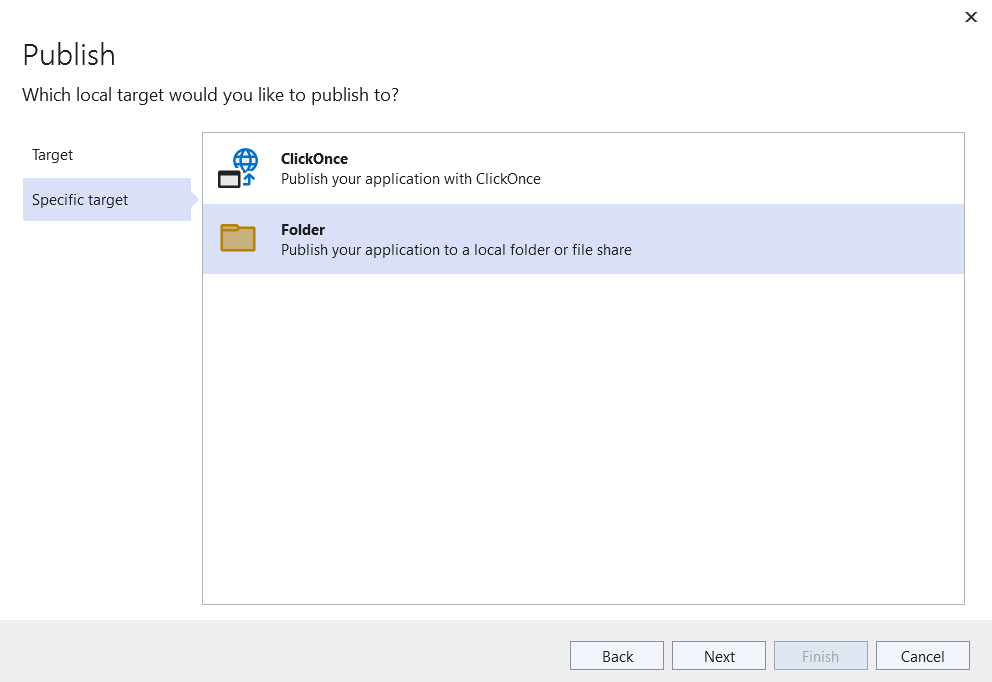 Publish
Which local target would you like to publish to?
Target
Specific target
ClickOnce
Publish your application with ClickOnce
Folder
Publish your application to a local folder or file share
Back
Next
Finish
Cancel